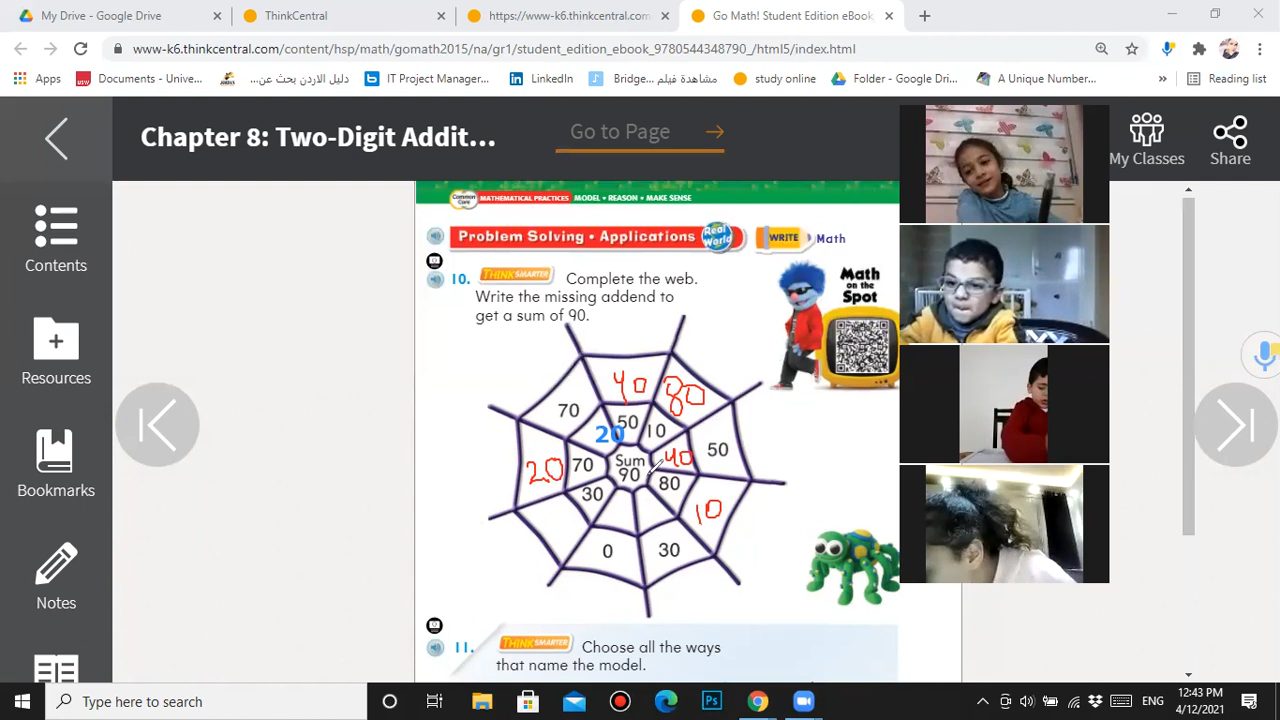 My Drive - Google Drive
ThinkCentral
https://www-k6.thinkcentral.com/
Go Math! Student Edition eBook
www-k6.thinkcentral.com/content/hsp/math/gomath2015/na/gr1/student_edition_ebook_9780544348790_/html5/index.html
Apps
Documents - Unive...
دليل الاردن بحث عن...
IT Project Manager...
LinkedIn
Bridge... مشاهدة فيلم
study online
Folder - Google Dri...
A Unique Number...
»
Reading list
Chapter 8: Two-Digit Addit...
Go to Page
My Classes
Share
Contents
Resources
Notes
Common Core
MATHEMATICAL PRACTICES MODEL • REASON • MAKE SENSE
Problem Solving • Applications
Real World
WRITE Math
10. THINKSMARTER Complete the web.
Write the missing addend to
get a sum of 90.
Math
on the
Spot
40 80
70 50 10
20 50
20 70 Sum 40
90
30 80 10
0 30
11. THINKSMARTER Choose all the ways
that name the model.
Type here to search
Ps
ENG
12:43 PM
4/12/2021